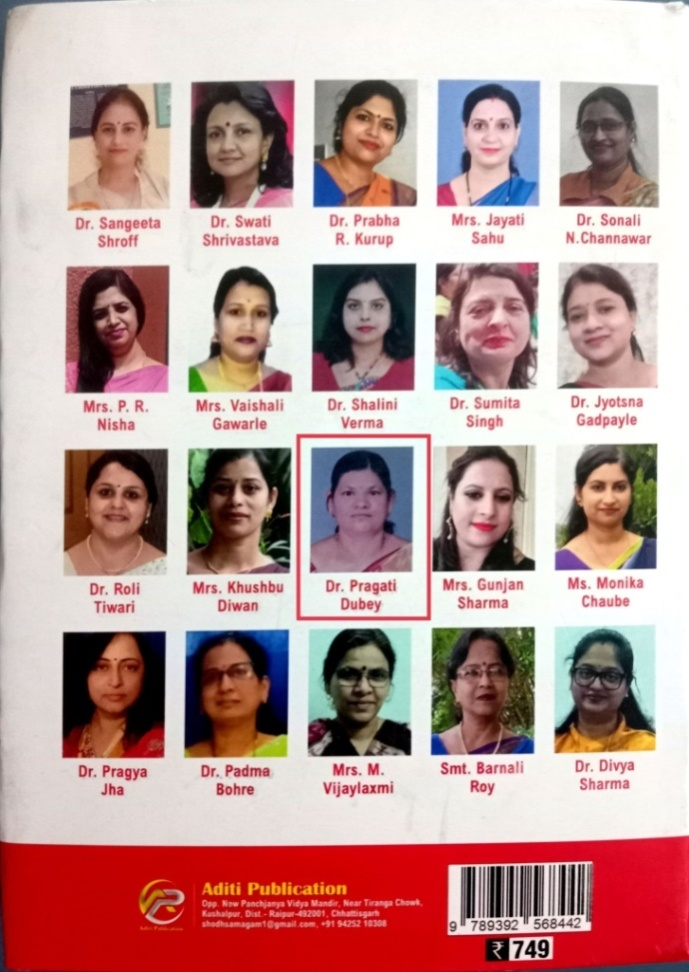 Dr. Sangeeta
Shroff
Dr. Swati
Shrivastava
Dr. Prabha
R. Kurup
Mrs. Jayati
Sahu
Dr. Sonali
N.Channawar
Mrs. P. R.
Nisha
Mrs. Vaishali
Gawarle
Dr. Shalini
Verma
Dr. Sumita
Singh
Dr. Jyotsna
Gadpayle
Dr. Roli
Tiwari
Mrs. Khushbu
Diwan
Dr. Pragati
Dubey
Mrs. Gunjan
Sharma
Ms. Monika
Chaube
Dr. Pragya
Jha
Dr. Padma
Bohre
Mrs. M.
Vijaylaxmi
Smt. Barnali
Roy
Dr. Divya
Sharma
Aditi Publication
Aditi Publication
Opp. New Panchjanya Vidya Mandir, Near Tiranga Chowk,
Kushalpur, Dist.- Raipur-492001, Chhattisgarh
shodhsamagam1@gmail.com, +91 94252 10308
9 789392 568442
₹ 749